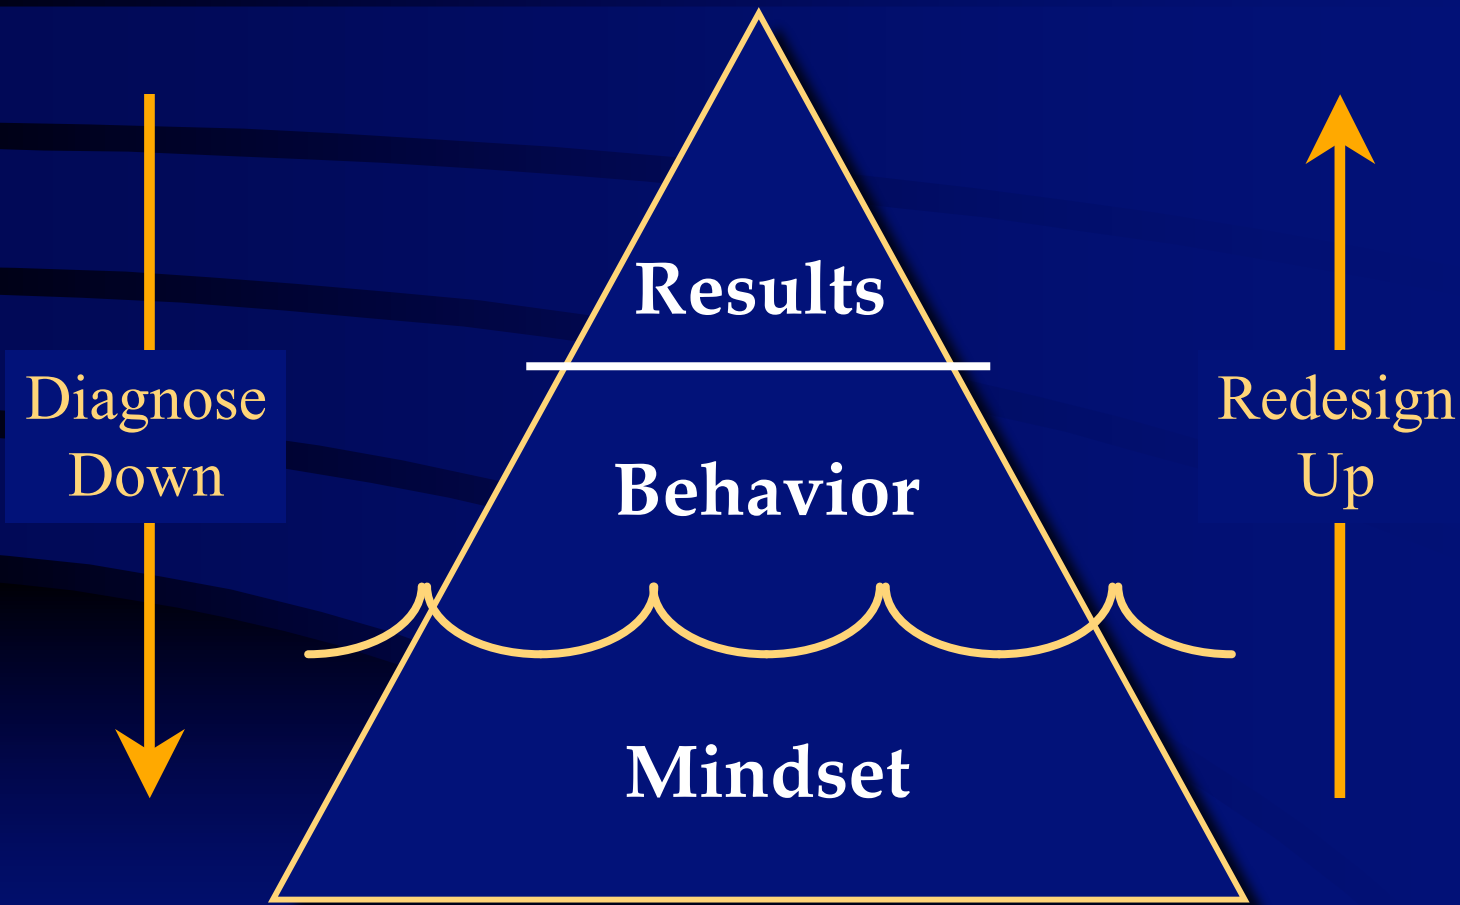 Results
Diagnose
Down
Redesign
Up
Behavior
Mindset